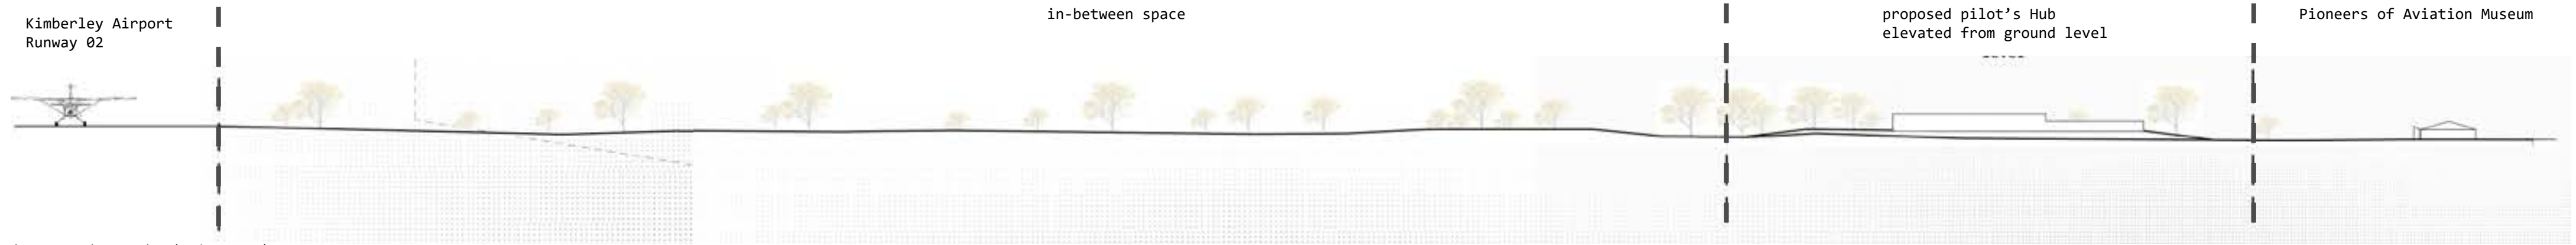 Kimberley Airport
Runway 02
in-between space
proposed pilot’s Hub
elevated from ground level
Pioneers of Aviation Museum